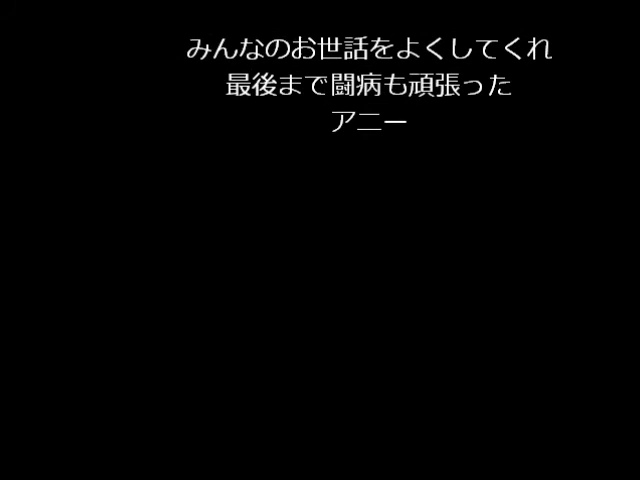 みんなのお世話をよくしてくれ
最後まで闘病も頑張った
アニー